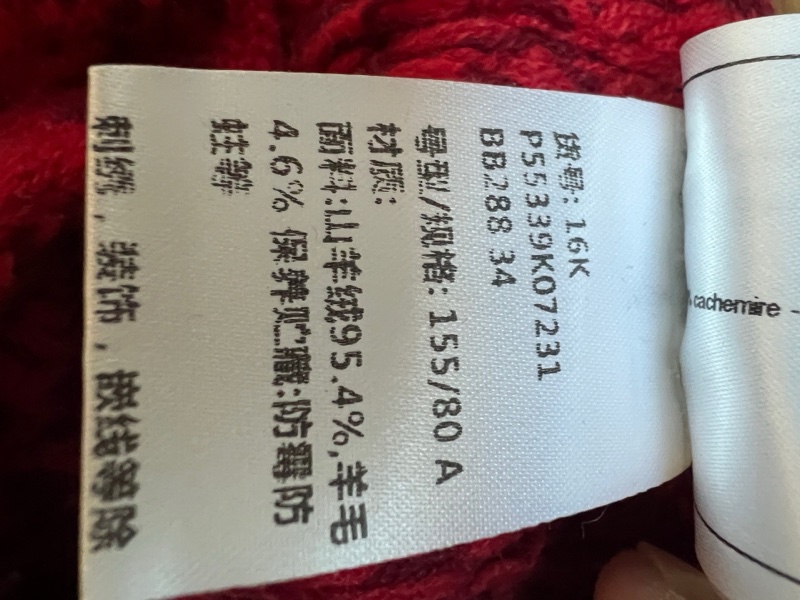 货号: 16K
P55339K07231
BB288 34
号型/规格: 155/80 A
材质:
面料:山羊绒95.4%,羊毛
4.6% 保养贮藏:防霉防
蛀等
刺绣，装饰，嵌线等除
cachemire